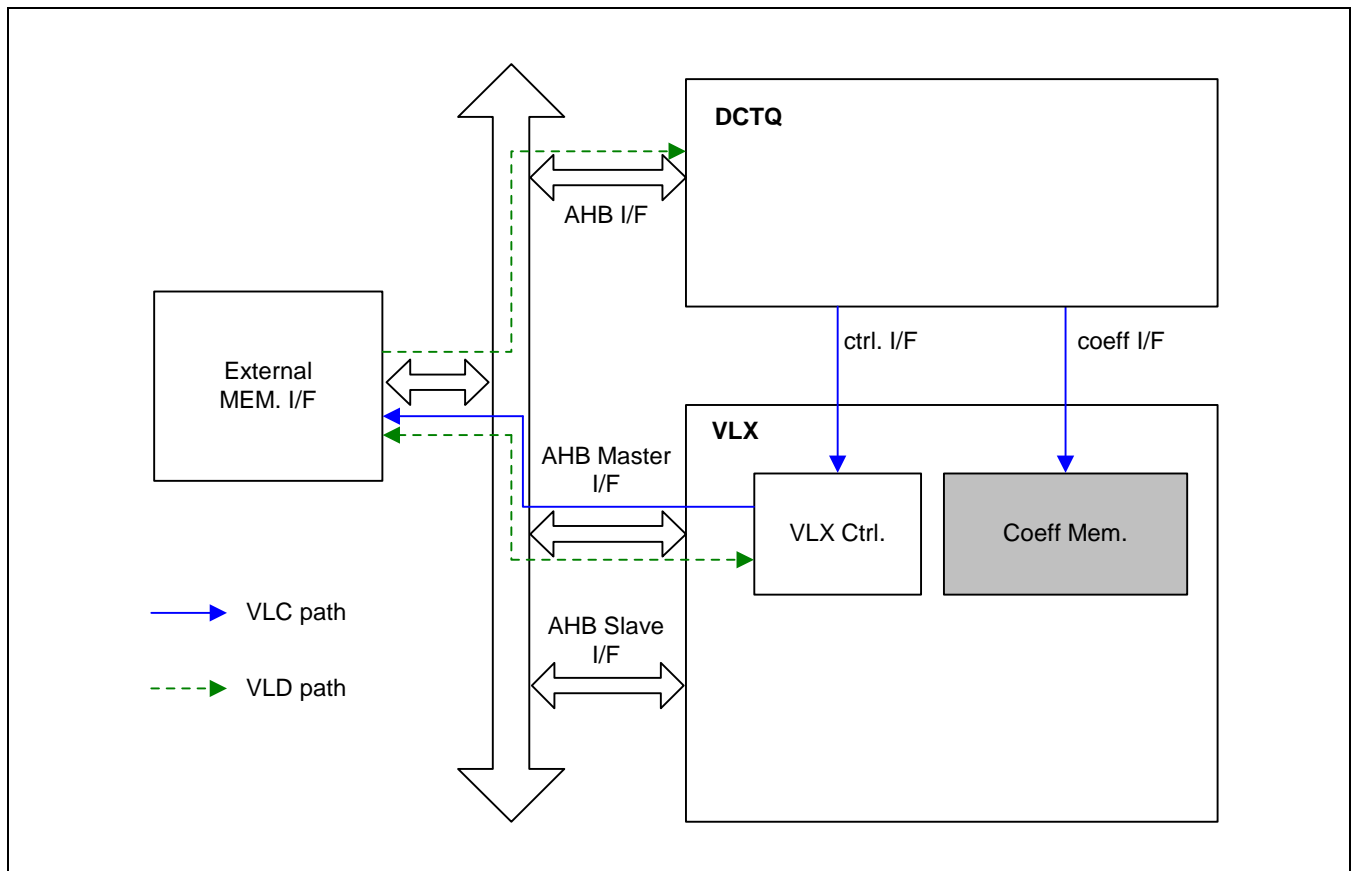 DCTQ
AHB I/F
ctrl. I/F
coeff I/F
External
MEM. I/F
VLX
AHB Master
I/F
VLX Ctrl.
Coeff Mem.
VLC path
AHB Slave
I/F
VLD path